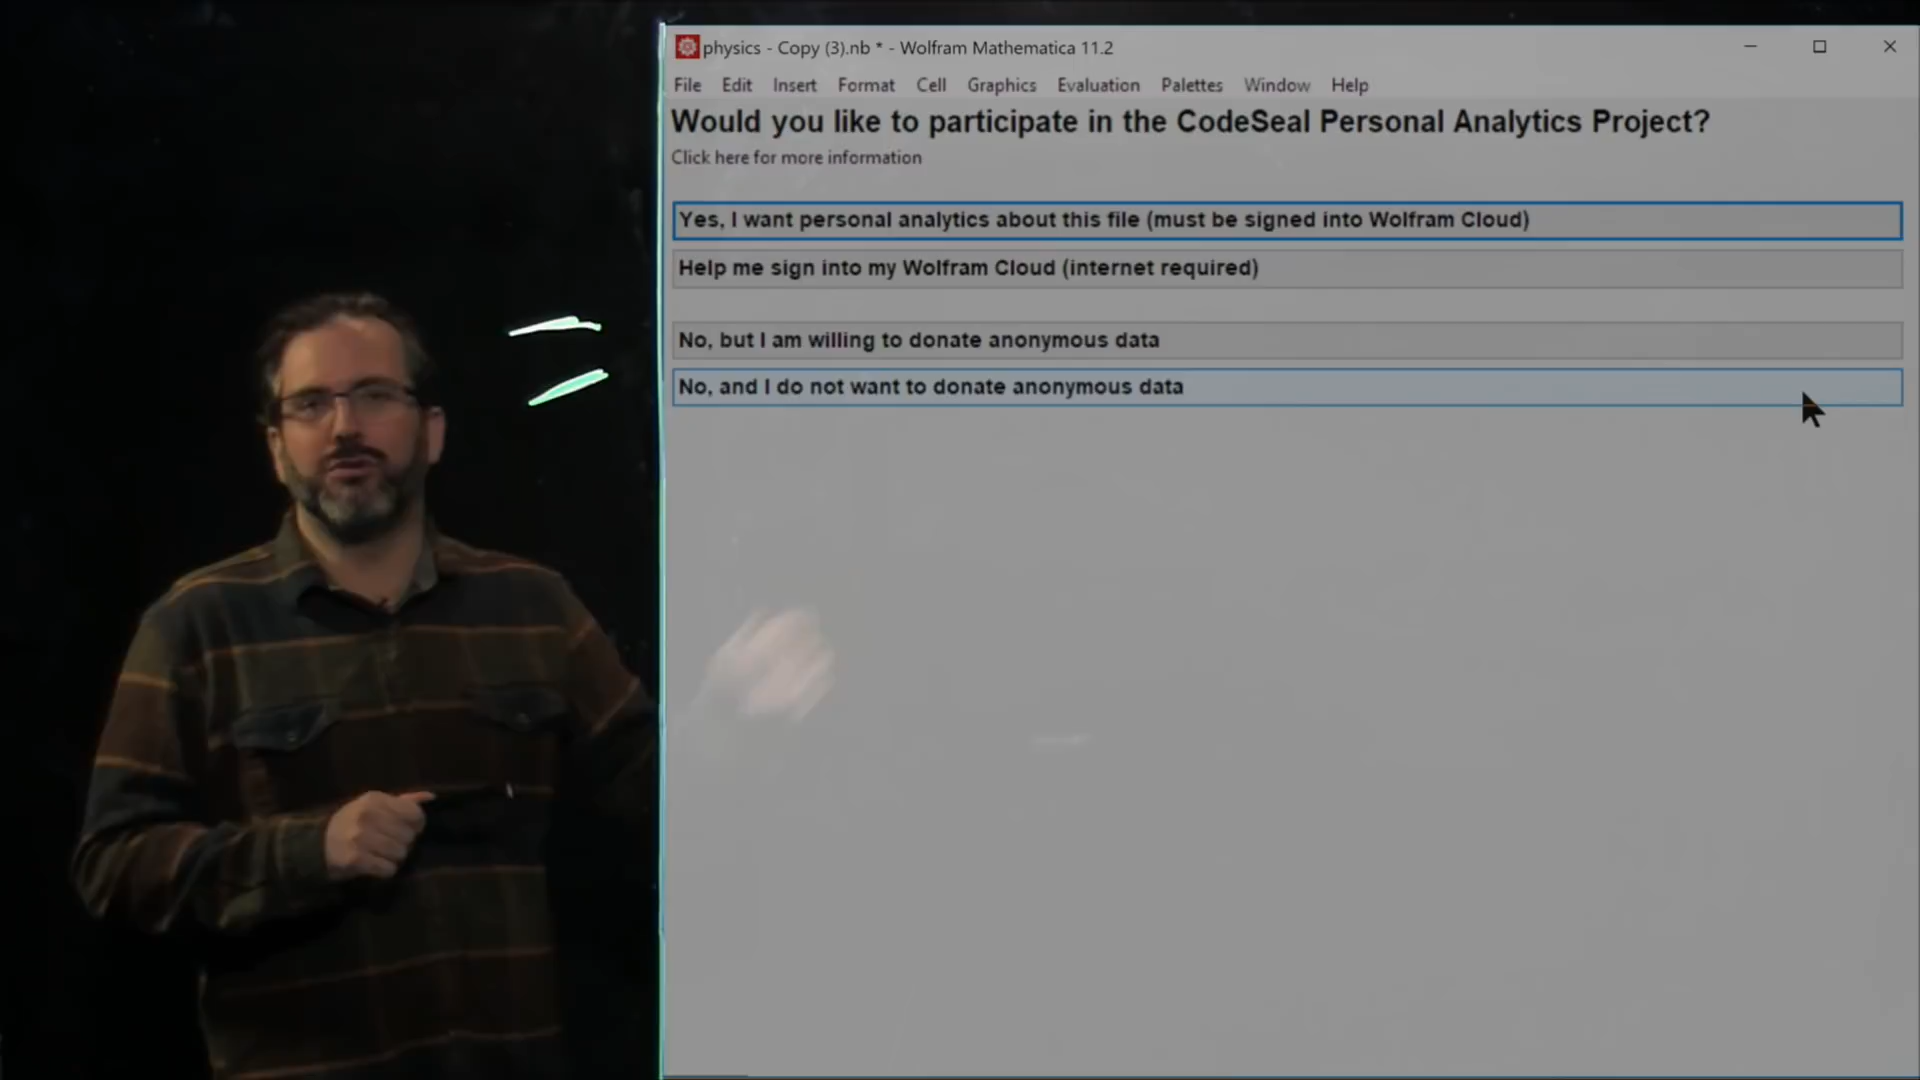 physics - Copy (3).nb * - Wolfram Mathematica 11.2
File Edit Insert Format Cell Graphics Evaluation Palettes Window Help
Would you like to participate in the CodeSeal Personal Analytics Project?
Click here for more information
Yes, I want personal analytics about this file (must be signed into Wolfram Cloud)
Help me sign into my Wolfram Cloud (internet required)
No, but I am willing to donate anonymous data
No, and I do not want to donate anonymous data